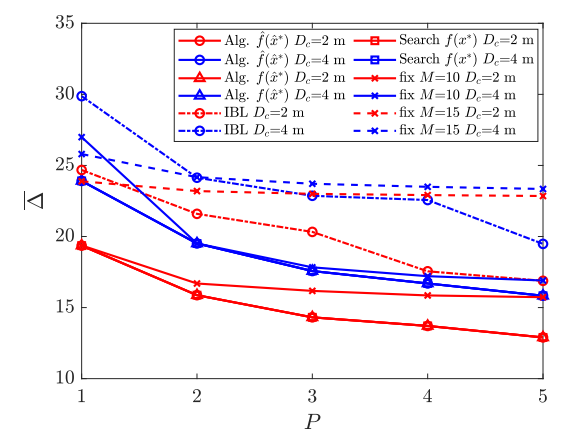 35
30
25
20
15
10
Δ̅
1 2 3 4 5
P
Alg. f̂(x̂*) D_c=2 m
Alg. f̂(x̂*) D_c=4 m
Alg. f(x̂*) D_c=2 m
Alg. f(x̂*) D_c=4 m
IBL D_c=2 m
IBL D_c=4 m
Search f(x*) D_c=2 m
Search f(x*) D_c=4 m
fix M=10 D_c=2 m
fix M=10 D_c=4 m
fix M=15 D_c=2 m
fix M=15 D_c=4 m